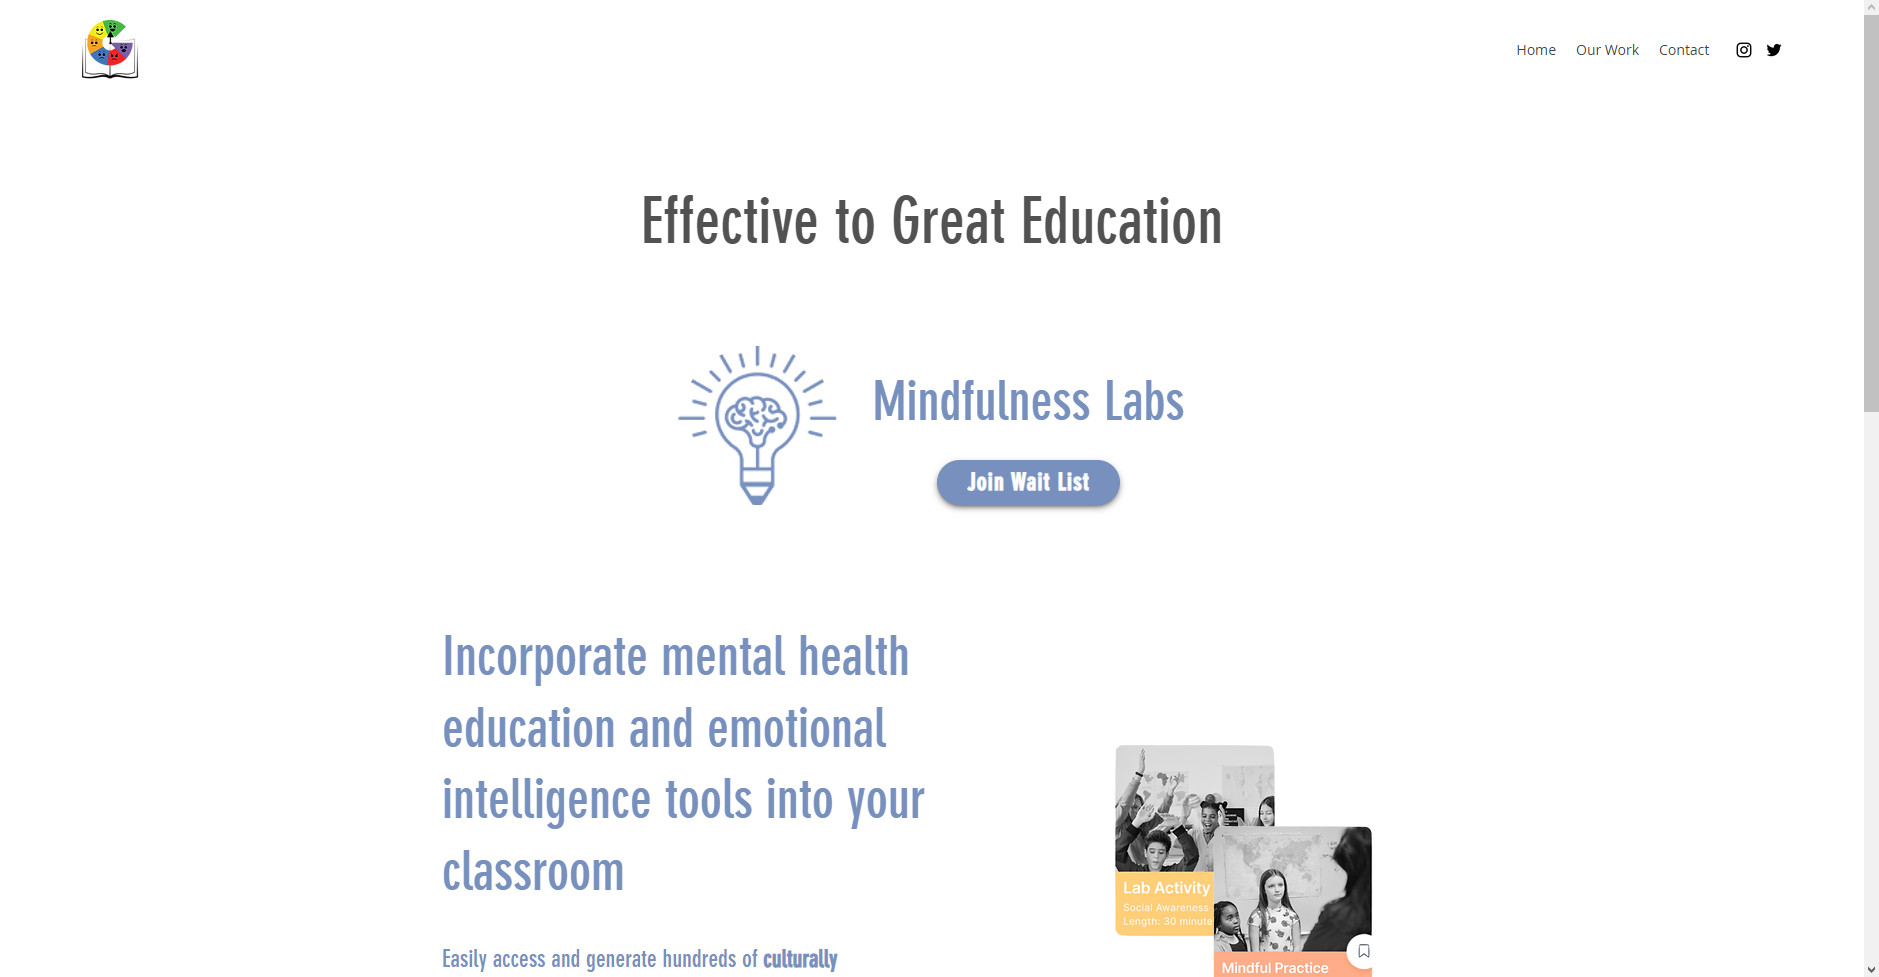 Home Our Work Contact
Effective to Great Education
Mindfulness Labs
Join Wait List
Incorporate mental health
education and emotional
intelligence tools into your
classroom
Easily access and generate hundreds of culturally
Lab Activity
Social Awareness
Length: 30 minute
Mindful Practice